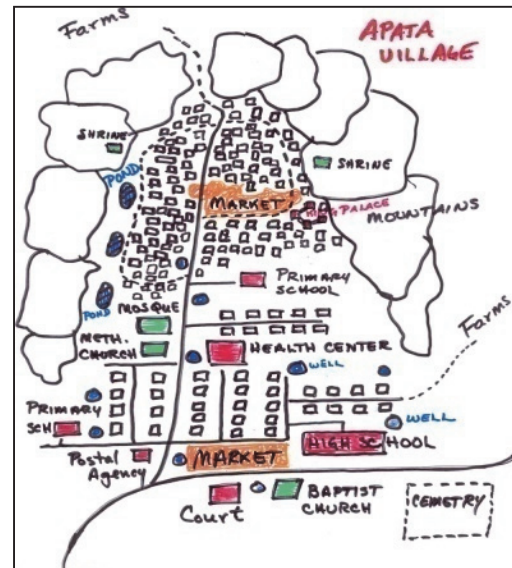 Farms
APATA
VILLAGE
SHRINE
SHRINE
POND
MARKET
KING PALACE
MOUNTAINS
PRIMARY
SCHOOL
POND
MOSQUE
METH.
CHURCH
HEALTH CENTER
Farms
WELL
PRIMARY
SCH
WELL
HIGH SCHOOL
Postal
Agency
MARKET
Court
BAPTIST
CHURCH
CEMETRY